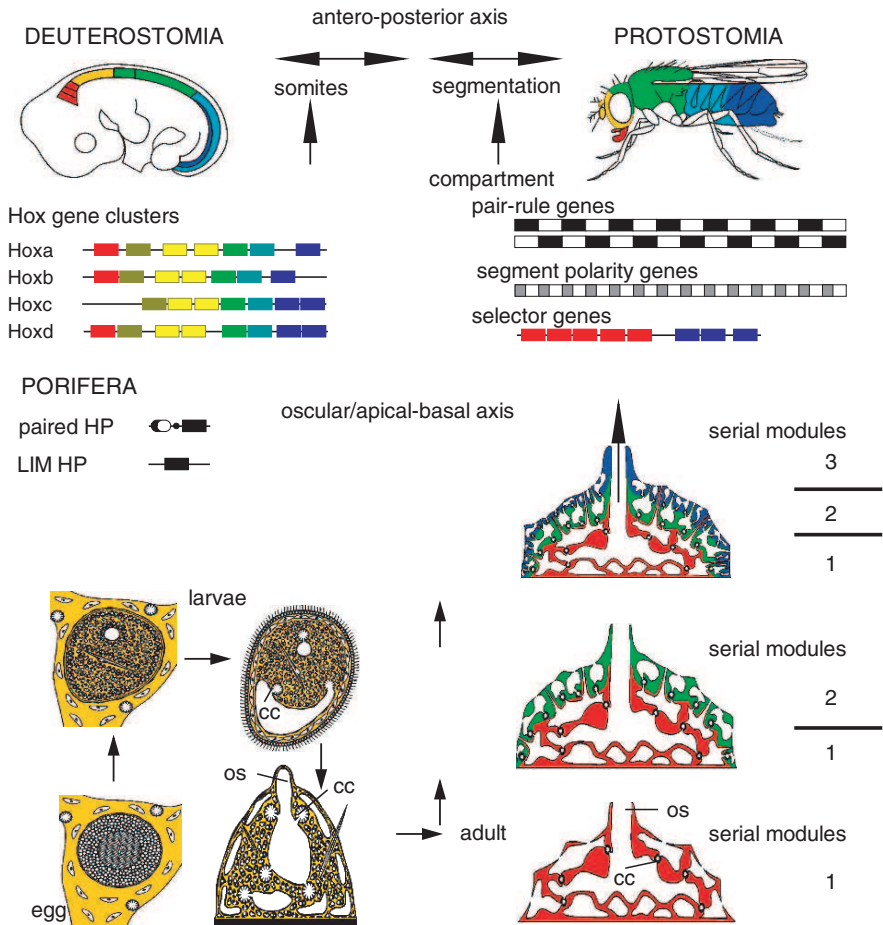 antero-posterior axis
DEUTEROSTOMIA
PROTOSTOMIA
somites
segmentation
compartment
Hox gene clusters
Hoxa
Hoxb
Hoxc
Hoxd
pair-rule genes
segment polarity genes
selector genes
PORIFERA
paired HP
LIM HP
oscular/apical-basal axis
serial modules
3
2
1
larvae
cc
serial modules
2
1
os
cc
egg
adult
os
cc
serial modules
1